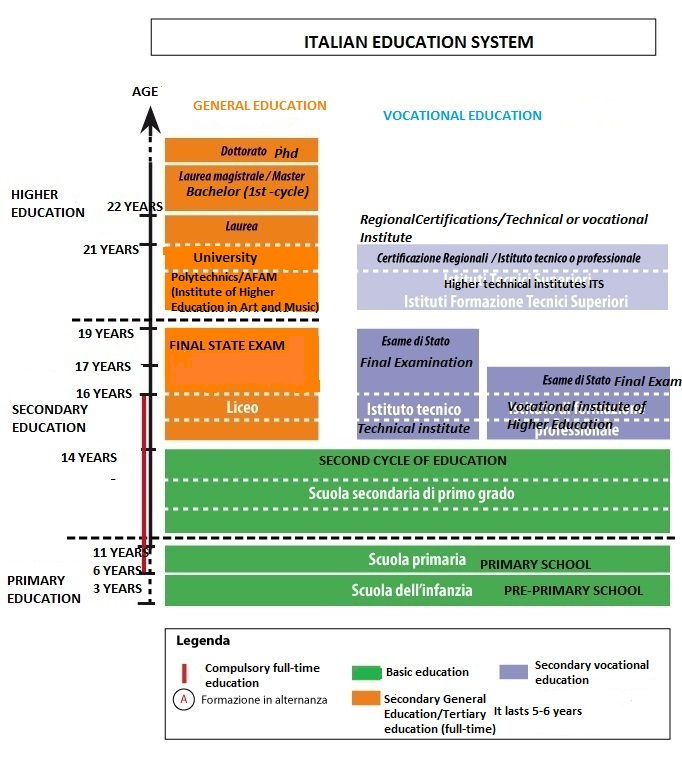 ITALIAN EDUCATION SYSTEM
AGE
GENERAL EDUCATION
VOCATIONAL EDUCATION
Dottorato Phd
Laurea magistrale / Master
Bachelor (1st -cycle)
HIGHER
EDUCATION
22 YEARS
Laurea
RegionalCertifications/Technical or vocational
Institute
21 YEARS
University
Certificazione Regionali / Istituto tecnico o professionale
Polytechnics/AFAM
(Institute of Higher
Education in Art and Music)
Istituti Tecnici Superiori
Higher technical institutes ITS
Istituti Formazione Tecnici Superiori
19 YEARS
FINAL STATE EXAM
Esame di Stato
Final Examination
17 YEARS
Esame di Stato Final Exam
16 YEARS
SECONDARY
EDUCATION
Liceo
Istituto tecnico
Technical institute
Vocational institute of
Higher Education
professionale
14 YEARS
-
SECOND CYCLE OF EDUCATION
Scuola secondaria di primo grado
11 YEARS
Scuola primaria PRIMARY SCHOOL
6 YEARS
PRIMARY
EDUCATION
3 YEARS
Scuola dell'infanzia PRE-PRIMARY SCHOOL
Legenda
Compulsory full-time
education
Basic education
Secondary vocational
education
A Formazione in alternanza
Secondary General
Education/Tertiary
education (full-time)
It lasts 5-6 years